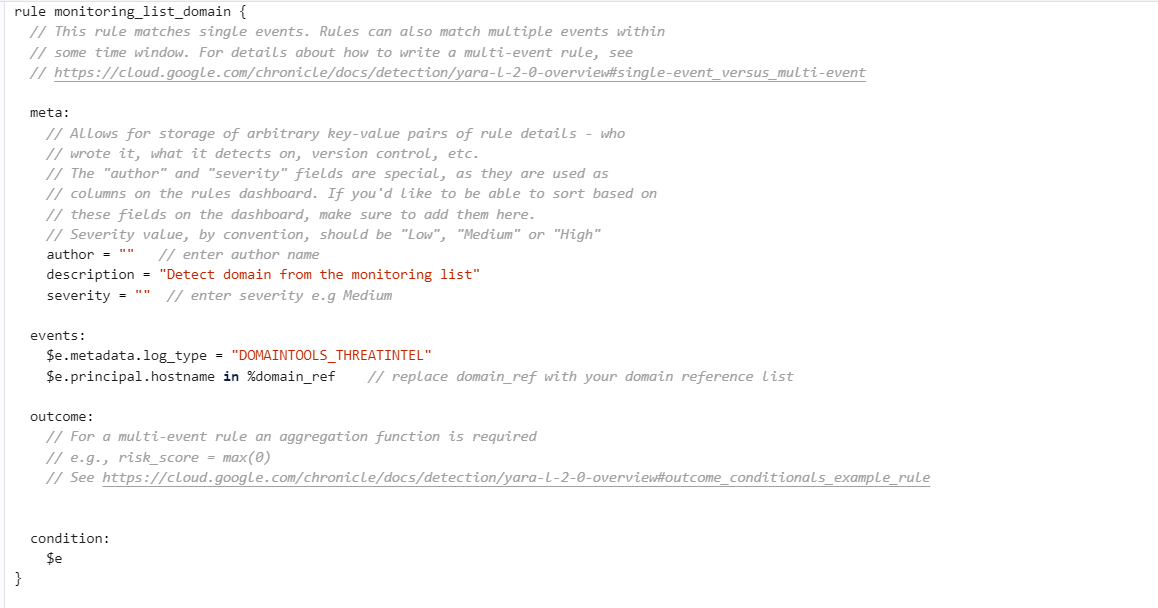 rule monitoring_list_domain {
// This rule matches single events. Rules can also match multiple events within
// some time window. For details about how to write a multi-event rule, see
// https://cloud.google.com/chronicle/docs/detection/yara-l-2-0-overview#single-event_versus_multi-event
meta:
// Allows for storage of arbitrary key-value pairs of rule details - who
// wrote it, what it detects on, version control, etc.
// The "author" and "severity" fields are special, as they are used as
// columns on the rules dashboard. If you'd like to be able to sort based on
// these fields on the dashboard, make sure to add them here.
// Severity value, by convention, should be "Low", "Medium" or "High"
author = "" // enter author name
description = "Detect domain from the monitoring list"
severity = "" // enter severity e.g Medium
events:
$e.metadata.log_type = "DOMAINTOOLS_THREATINTEL"
$e.principal.hostname in %domain_ref // replace domain_ref with your domain reference list
outcome:
// For a multi-event rule an aggregation function is required
// e.g., risk_score = max(0)
// See https://cloud.google.com/chronicle/docs/detection/yara-l-2-0-overview#outcome_conditionals_example_rule
condition:
$e
}